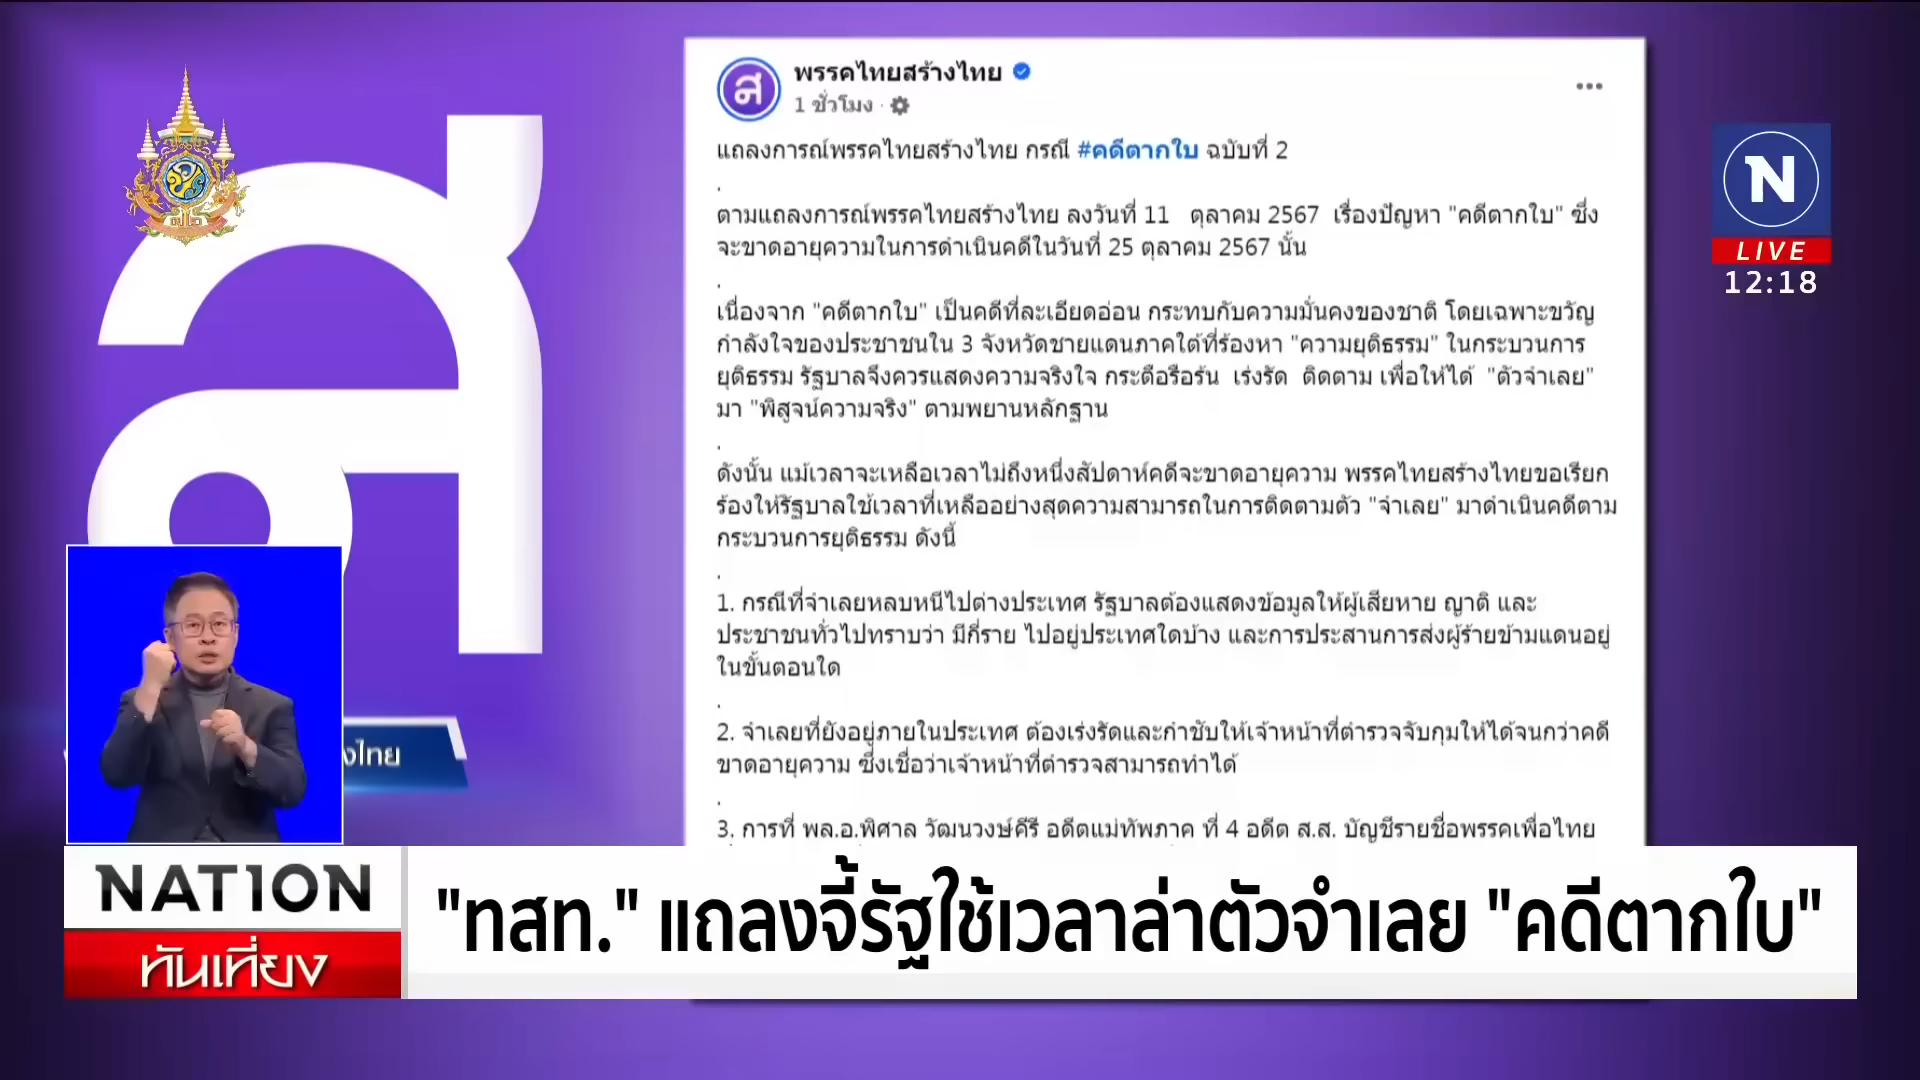 พรรคไทยสร้างไทย
1 ชั่วโมง ·
แถลงการณ์พรรคไทยสร้างไทย กรณี #คดีตากใบ ฉบับที่ 2
.
ตามแถลงการณ์พรรคไทยสร้างไทย ลงวันที่ 11 ตุลาคม 2567 เรื่องปัญหา "คดีตากใบ" ซึ่ง
จะขาดอายุความในการดำเนินคดีในวันที่ 25 ตุลาคม 2567 นั้น
.
เนื่องจาก "คดีตากใบ" เป็นคดีที่ละเอียดอ่อน กระทบกับความมั่นคงของชาติ โดยเฉพาะขวัญ
กำลังใจของประชาชนใน 3 จังหวัดชายแดนภาคใต้ที่ร้องหา "ความยุติธรรม" ในกระบวนการ
ยุติธรรม รัฐบาลจึงควรแสดงความจริงใจ กระตือรือร้น เร่งรัด ติดตาม เพื่อให้ได้ "ตัวจำเลย"
มา "พิสูจน์ความจริง" ตามพยานหลักฐาน
.
ดังนั้น แม้เวลาจะเหลือเวลาไม่ถึงหนึ่งสัปดาห์คดีจะขาดอายุความ พรรคไทยสร้างไทยขอเรียก
ร้องให้รัฐบาลใช้เวลาที่เหลืออย่างสุดความสามารถในการติดตามตัว "จำเลย" มาดำเนินคดีตาม
กระบวนการยุติธรรม ดังนี้
.
1. กรณีที่จำเลยหลบหนีไปต่างประเทศ รัฐบาลต้องแสดงข้อมูลให้ผู้เสียหาย ญาติ และ
ประชาชนทั่วไปทราบว่า มีกี่ราย ไปอยู่ประเทศใดบ้าง และการประสานการส่งผู้ร้ายข้ามแดนอยู่
ในขั้นตอนใด
.
2. จำเลยที่ยังอยู่ภายในประเทศ ต้องเร่งรัดและกำชับให้เจ้าหน้าที่ตำรวจจับกุมให้ได้จนกว่าคดี
ขาดอายุความ ซึ่งเชื่อว่าเจ้าหน้าที่ตำรวจสามารถทำได้
.
3. การที่ พล.อ.พิศาล วัฒนวงษ์คีรี อดีตแม่ทัพภาค ที่ 4 อดีต ส.ส. บัญชีรายชื่อพรรคเพื่อไทย
N
LIVE
12:18
ส
งไทย
NATION
ทันเที่ยง
"ทสท." แถลงจี้รัฐใช้เวลาล่าตัวจำเลย "คดีตากใบ"